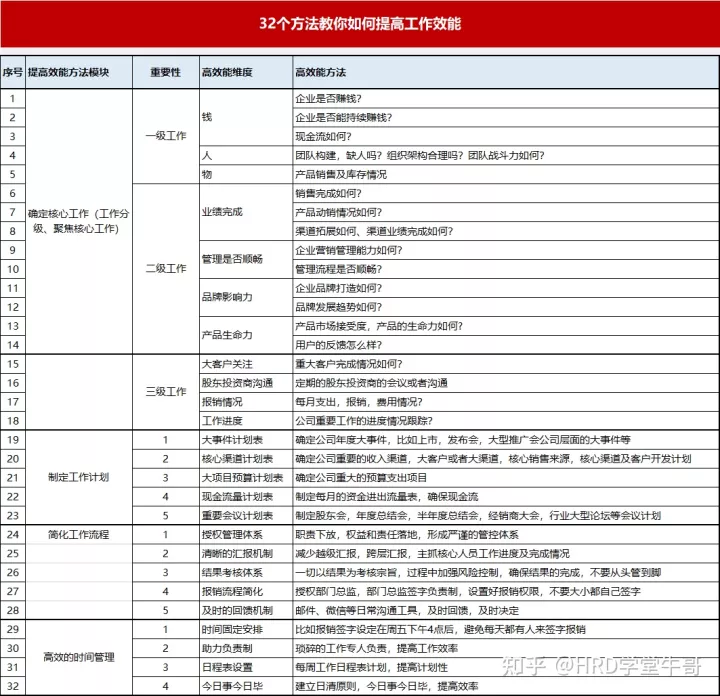 32个方法教你如何提高工作效能
序号 提高效能方法模块 重要性 高效能维度 高效能方法
1 确定核心工作（工作分级、聚焦核心工作） 一级工作 钱 企业是否赚钱？
2 企业是否能持续赚钱？
3 现金流如何？
4 人 团队构建，缺人吗？组织架构合理吗？团队战斗力如何？
5 物 产品销售及库存情况
6 二级工作 业绩完成 销售完成如何？
7 产品动销情况如何？
8 渠道拓展如何、渠道业绩完成如何？
9 管理是否顺畅 企业营销管理能力如何？
10 管理流程是否顺畅？
11 品牌影响力 企业品牌打造如何？
12 品牌发展趋势如何？
13 产品生命力 产品市场接受度，产品的生命力如何？
14 用户的反馈怎么样？
15 三级工作 大客户关注 重大客户完成情况如何？
16 股东投资商沟通 定期的股东投资商的会议或者沟通
17 报销情况 每月支出，报销，费用情况？
18 工作进度 公司重要工作的进度情况跟踪？
19 制定工作计划 1 大事件计划表 确定公司年度大事件，比如上市，发布会，大型推广会公司层面的大事件等
20 2 核心渠道计划表 确定公司重要的收入渠道，大客户或者大渠道，核心销售来源，核心渠道及客户开发计划
21 3 大项目预算计划表 确定公司重大的预算支出项目
22 4 现金流量计划表 制定每月的资金进出流量表，确保现金流
23 5 重要会议计划表 制定股东会，年度总结会，半年度总结会，经销商大会，行业大型论坛等会议计划
24 简化工作流程 1 授权管理体系 职责下放，权益和责任落地，形成严谨的管控体系
25 2 清晰的汇报机制 减少越级汇报，跨层汇报，主抓核心人员工作进度及完成情况
26 3 结果考核体系 一切以结果为考核宗旨，过程中加强风险控制，确保结果的完成，不要从头管到脚
27 4 报销流程简化 授权部门总监，部门总监签字负责制，设置好报销权限，不要大小都自己签字
28 5 及时的回馈机制 邮件、微信等日常沟通工具，及时回馈，及时决定
29 高效的时间管理 1 时间固定安排 比如报销签字设定在周五下午4点后，避免每天都有人来签字报销
30 2 助力负责制 琐碎的工作专人负责，提高工作效率
31 3 日程表设置 每周工作日程表计划，提高计划性
32 4 今日事今日毕 建立日清原则，今日事今日毕，提高效率
知乎 @HRD学堂牛哥